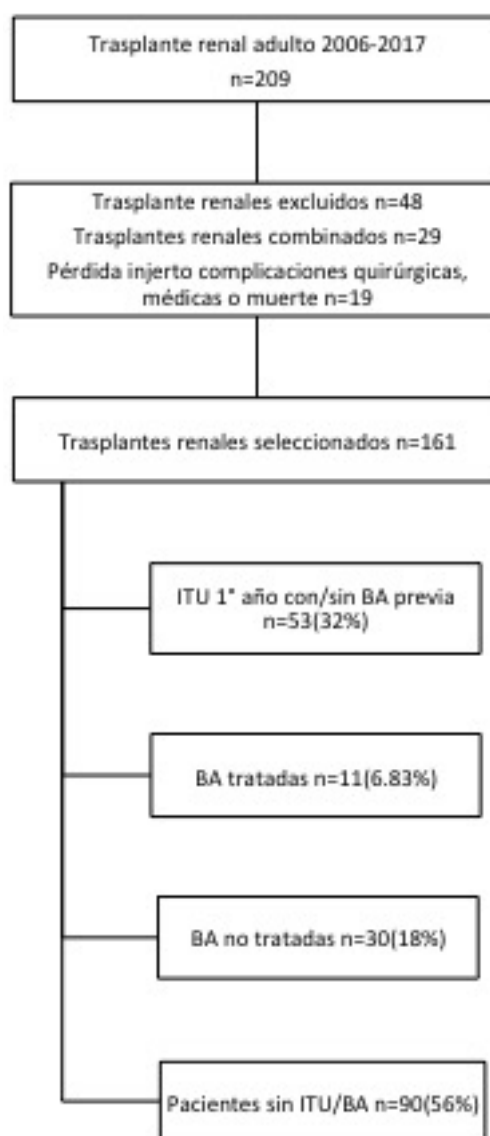 Trasplante renal adulto 2006-2017
n=209
Trasplante renales excluidos n=48
Trasplantes renales combinados n=29
Pérdida injerto complicaciones quirúrgicas,
médicas o muerte n=19
Trasplantes renales seleccionados n=161
ITU 1° año con/sin BA previa
n=53(32%)
BA tratadas n=11(6.83%)
BA no tratadas n=30(18%)
Pacientes sin ITU/BA n=90(56%)